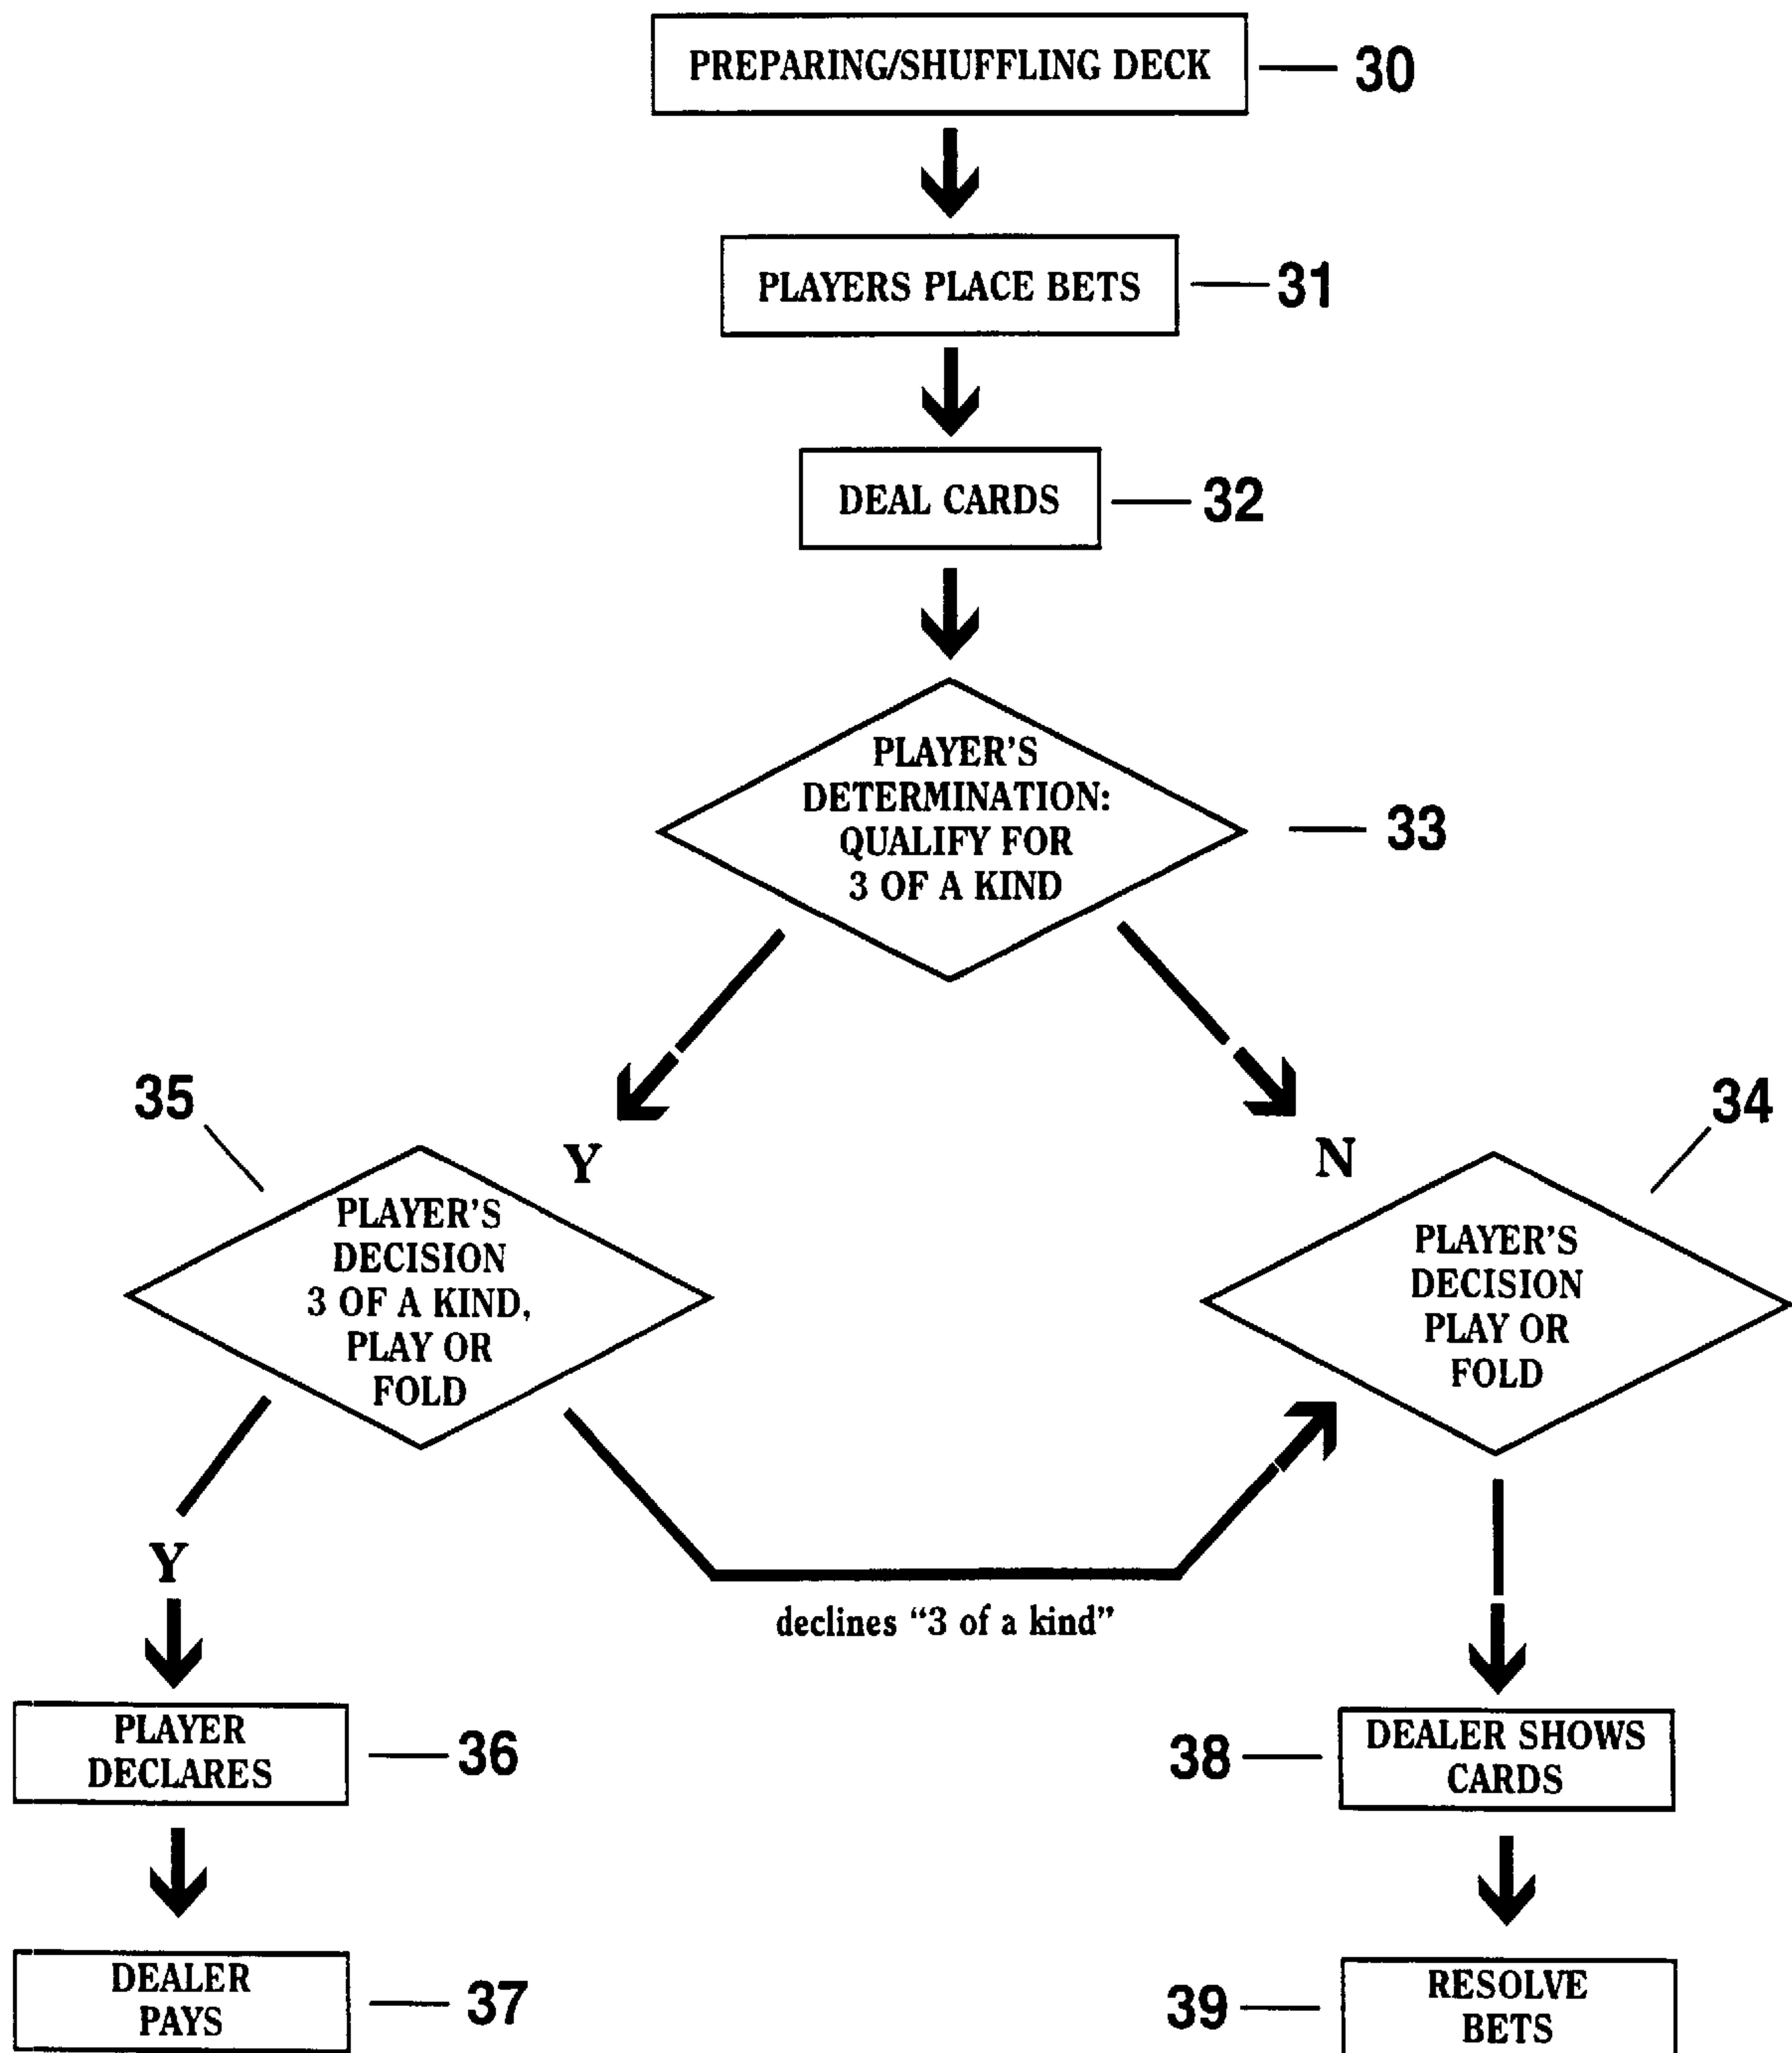 PREPARING/SHUFFLING DECK
30
PLAYERS PLACE BETS
31
DEAL CARDS
32
PLAYER'S
DETERMINATION:
QUALIFY FOR
3 OF A KIND
33
35
34
Y
N
PLAYER'S
DECISION
3 OF A KIND,
PLAY OR
FOLD
PLAYER'S
DECISION
PLAY OR
FOLD
Y
declines “3 of a kind”
PLAYER
DECLARES
36
38
DEALER SHOWS
CARDS
DEALER
PAYS
37
39
RESOLVE
BETS